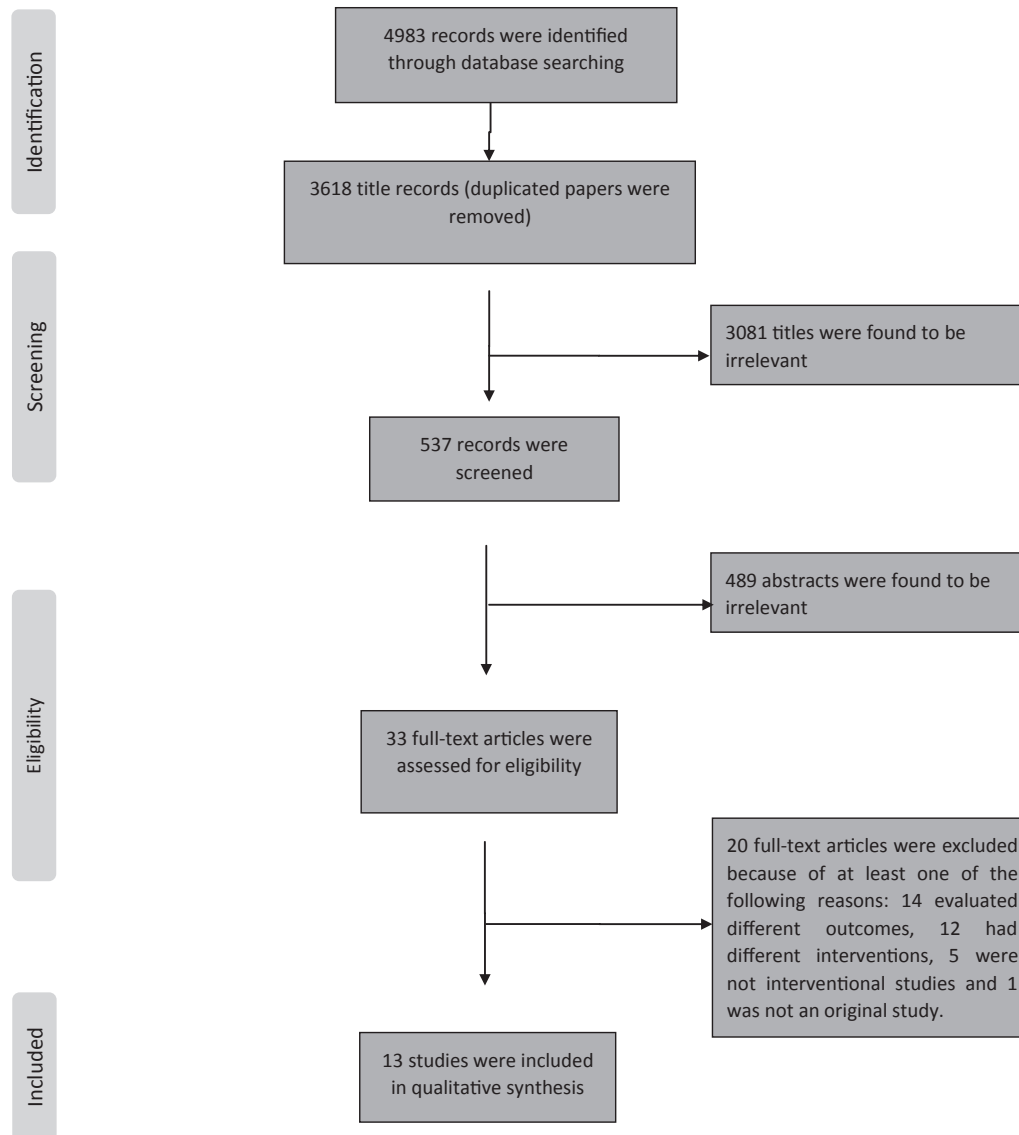 Identification
4983 records were identified
through database searching
3618 title records (duplicated papers were
removed)
Screening
3081 titles were found to be
irrelevant
537 records were
screened
489 abstracts were found to be
irrelevant
Eligibility
33 full-text articles were
assessed for eligibility
20 full-text articles were excluded
because of at least one of the
following reasons: 14 evaluated
different outcomes, 12 had
different interventions, 5 were
not interventional studies and 1
was not an original study.
Included
13 studies were included
in qualitative synthesis